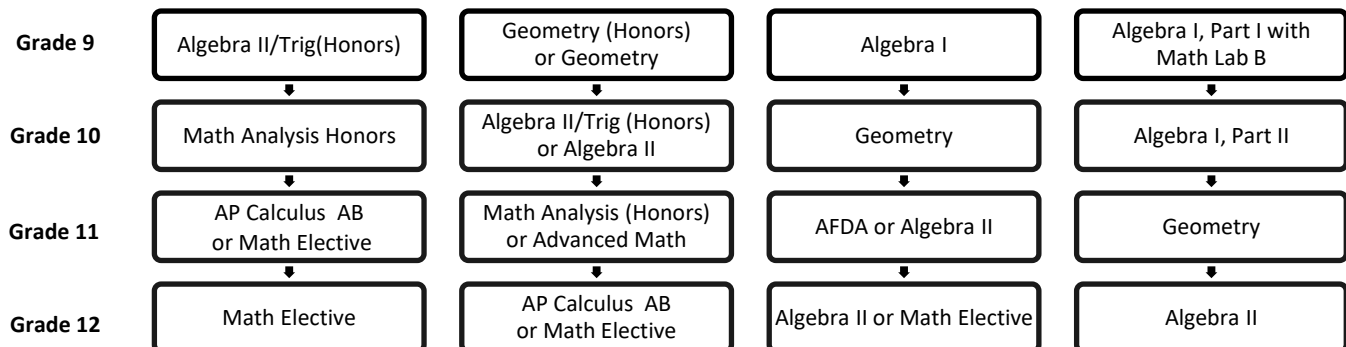 Grade 9
Algebra II/Trig(Honors)
Geometry (Honors)
or Geometry
Algebra I
Algebra I, Part I with
Math Lab B
Grade 10
Math Analysis Honors
Algebra II/Trig (Honors)
or Algebra II
Geometry
Algebra I, Part II
Grade 11
AP Calculus AB
or Math Elective
Math Analysis (Honors)
or Advanced Math
AFDA or Algebra II
Geometry
Grade 12
Math Elective
AP Calculus AB
or Math Elective
Algebra II or Math Elective
Algebra II